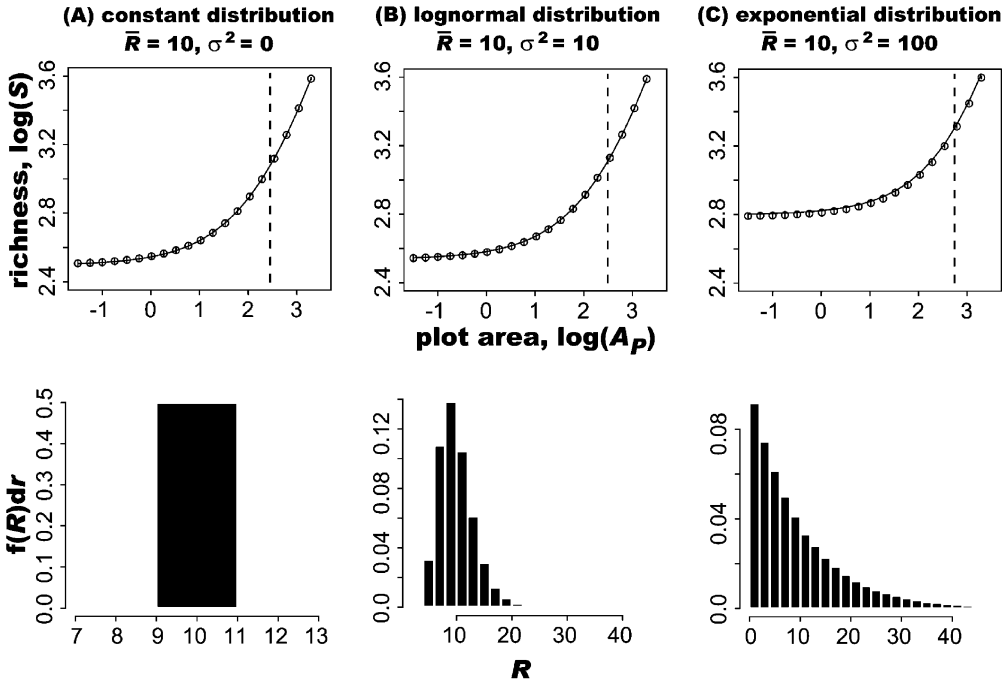 (A) constant distribution
R̅ = 10, σ² = 0
(B) lognormal distribution
R̅ = 10, σ² = 10
(C) exponential distribution
R̅ = 10, σ² = 100
richness, log(S)
3.6
3.2
2.8
2.4
-1 0 1 2 3
3.6
3.2
2.8
2.4
-1 0 1 2 3
3.6
3.2
2.8
2.4
-1 0 1 2 3
plot area, log(A_P)
f(R)dr
0.5
0.4
0.3
0.2
0.1
0.0
7 8 9 10 11 12 13
0.12
0.08
0.04
0.0
10 20 30 40
0.08
0.04
0.0
0 10 20 30 40
R